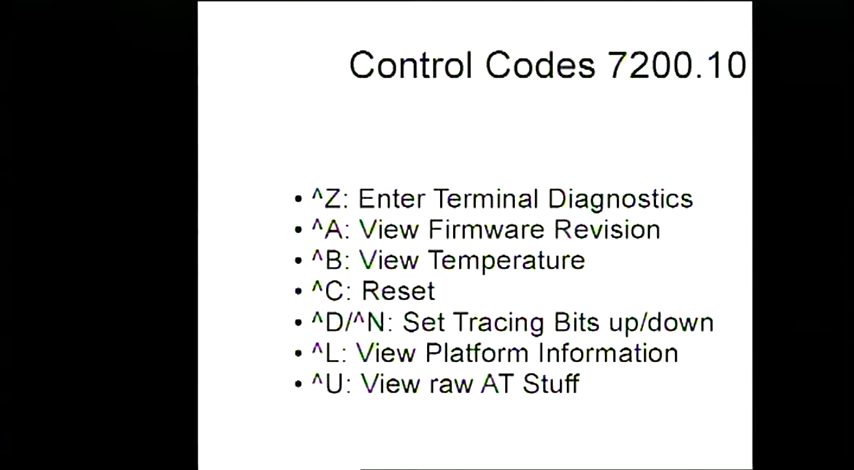 Control Codes 7200.10
• ^Z: Enter Terminal Diagnostics
• ^A: View Firmware Revision
• ^B: View Temperature
• ^C: Reset
• ^D/^N: Set Tracing Bits up/down
• ^L: View Platform Information
• ^U: View raw AT Stuff